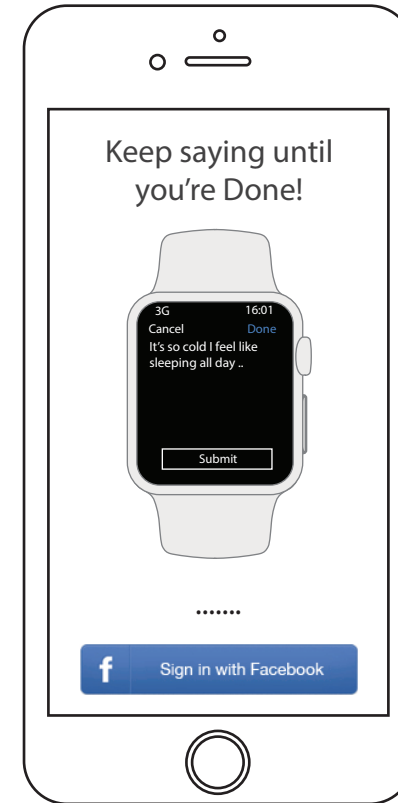 Keep saying until
you’re Done!
3G 16:01
Cancel Done
It’s so cold I feel like
sleeping all day ..
Submit
.......
f Sign in with Facebook